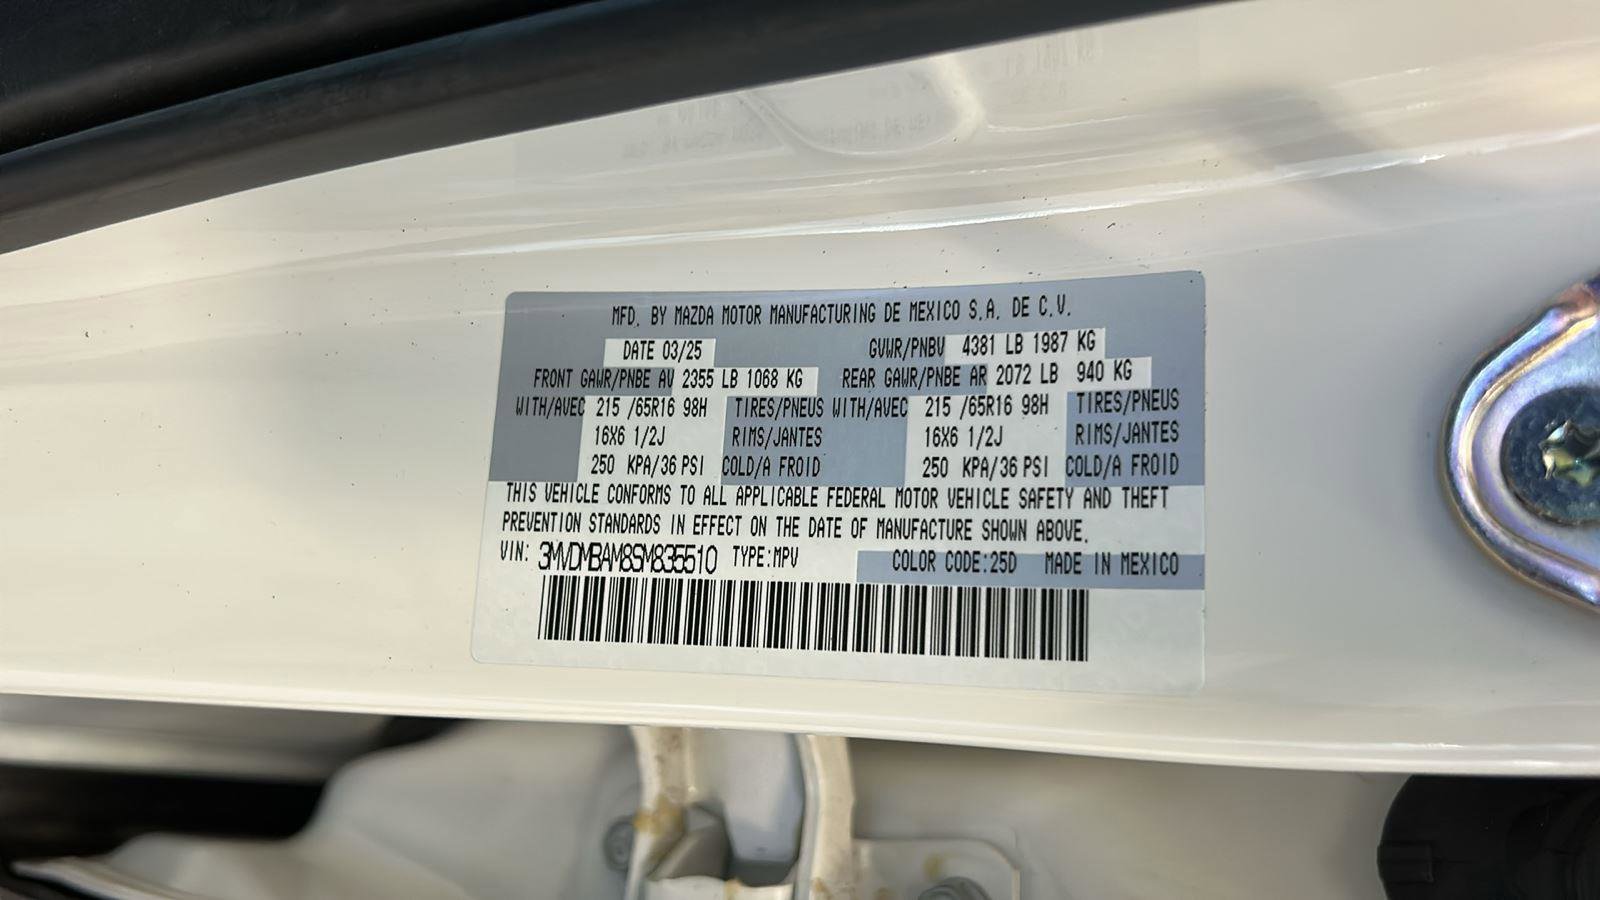 MFD. BY MAZDA MOTOR MANUFACTURING DE MEXICO S.A. DE C.V.
DATE 03/25 GVWR/PNBV 4381 LB 1987 KG
FRONT GAWR/PNBE AV 2355 LB 1068 KG REAR GAWR/PNBE AR 2072 LB 940 KG
WITH/AVEC 215 /65R16 98H TIRES/PNEUS WITH/AVEC 215 /65R16 98H TIRES/PNEUS
16X6 1/2J RIMS/JANTES 16X6 1/2J RIMS/JANTES
250 KPA/36 PSI COLD/A FROID 250 KPA/36 PSI COLD/A FROID
THIS VEHICLE CONFORMS TO ALL APPLICABLE FEDERAL MOTOR VEHICLE SAFETY AND THEFT
PREVENTION STANDARDS IN EFFECT ON THE DATE OF MANUFACTURE SHOWN ABOVE.
VIN: 3MVDMBAM8SM835510 TYPE:MPV COLOR CODE:25D MADE IN MEXICO